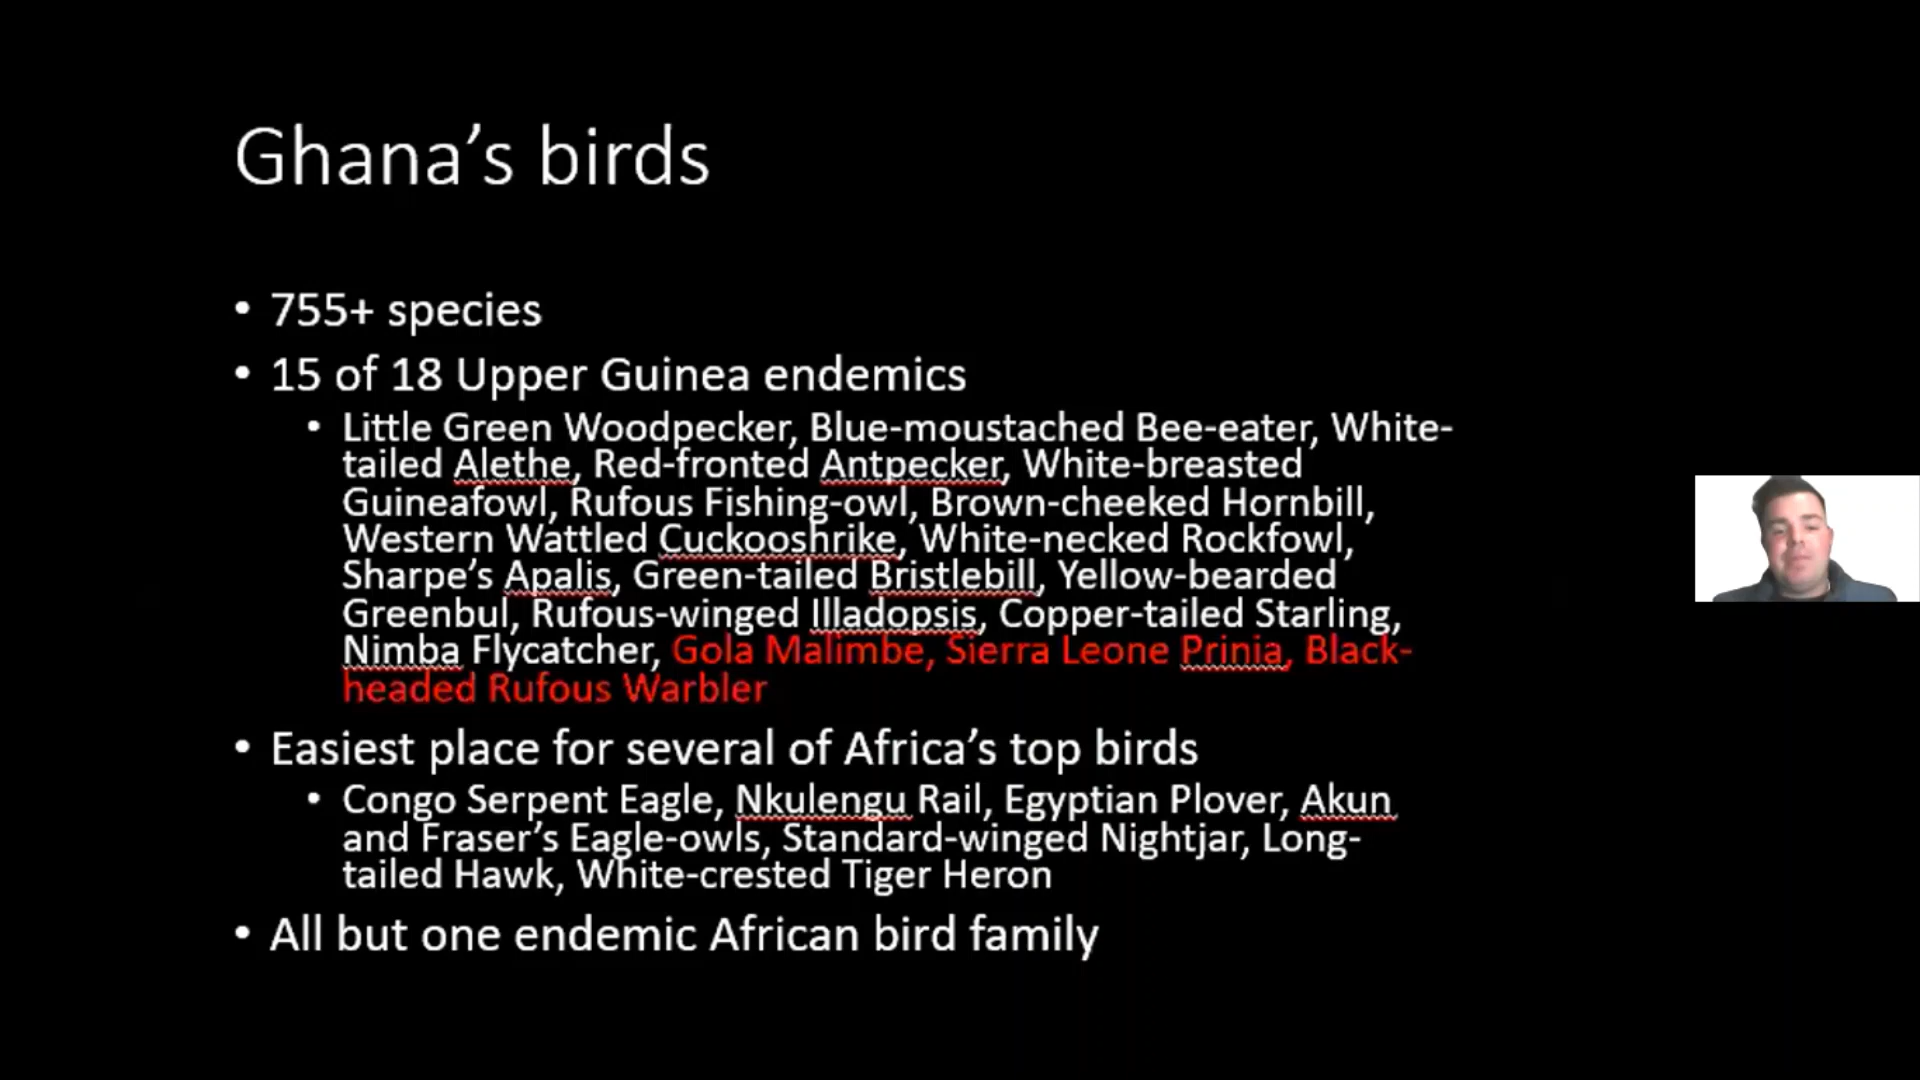 Ghana’s birds
• 755+ species
• 15 of 18 Upper Guinea endemics
• Little Green Woodpecker, Blue-moustached Bee-eater, White-
tailed Alethe, Red-fronted Antpecker, White-breasted
Guineafowl, Rufous Fishing-owl, Brown-cheeked Hornbill,
Western Wattled Cuckooshrike, White-necked Rockfowl,
Sharpe’s Apalis, Green-tailed Bristlebill, Yellow-bearded
Greenbul, Rufous-winged Illadopsis, Copper-tailed Starling,
Nimba Flycatcher, Gola Malimbe, Sierra Leone Prinia, Black-
headed Rufous Warbler
• Easiest place for several of Africa’s top birds
• Congo Serpent Eagle, Nkulengu Rail, Egyptian Plover, Akun
and Fraser’s Eagle-owls, Standard-winged Nightjar, Long-
tailed Hawk, White-crested Tiger Heron
• All but one endemic African bird family